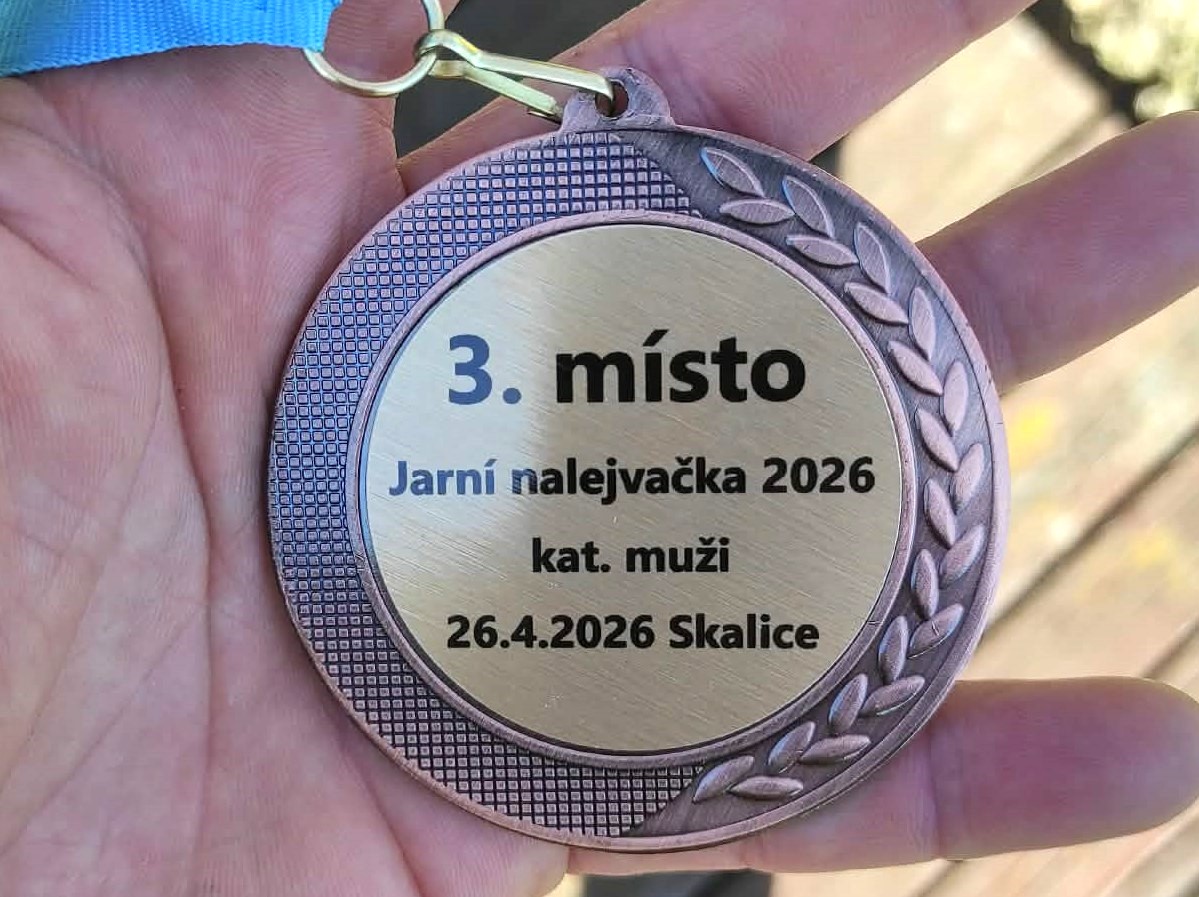 3. místo
Jarní nalejvačka 2026
kat. muži
26.4.2026 Skalice